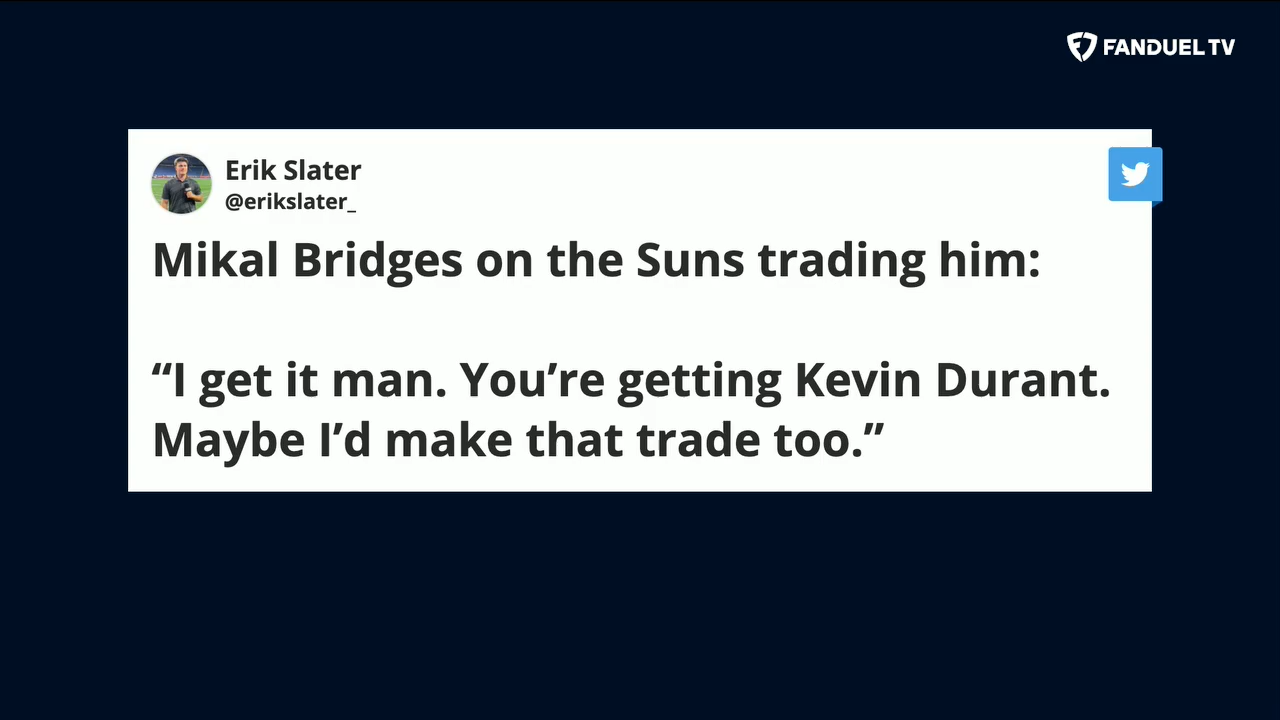 FANDUEL TV
Erik Slater
@erikslater_
Mikal Bridges on the Suns trading him:
“I get it man. You’re getting Kevin Durant.
Maybe I’d make that trade too.”